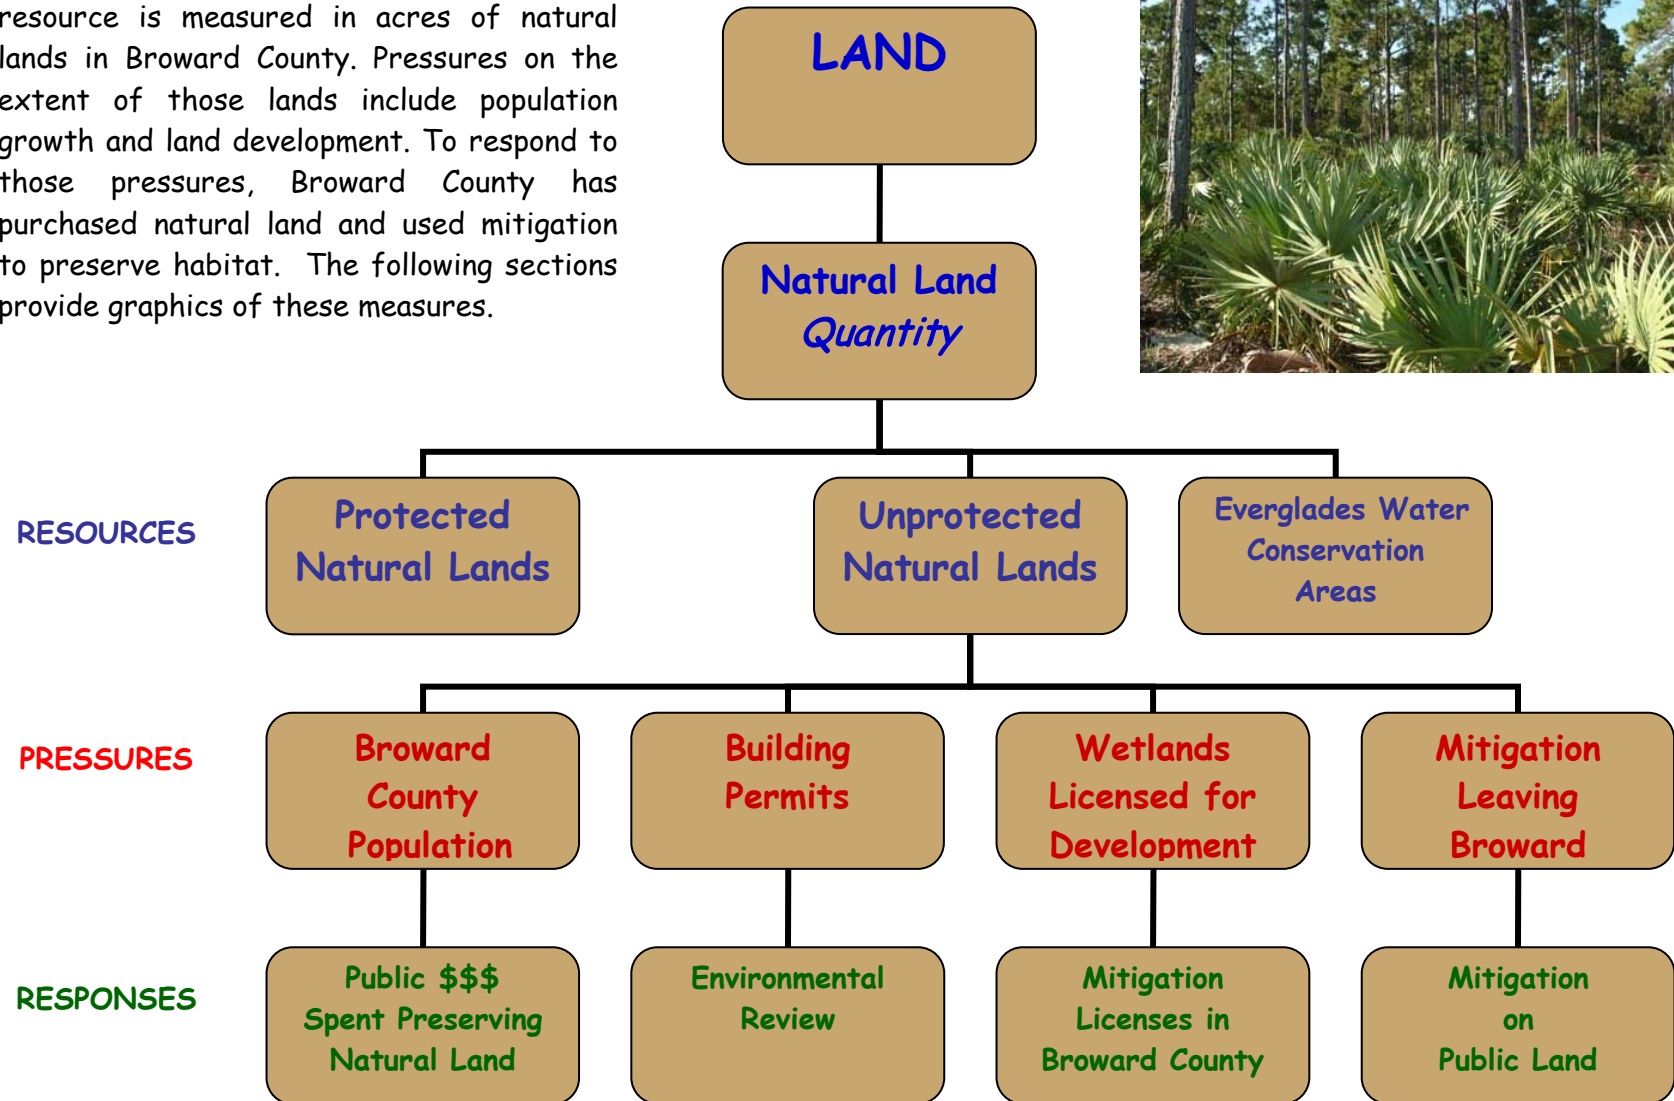 resource is measured in acres of natural
lands in Broward County. Pressures on the
extent of those lands include population
growth and land development. To respond to
those pressures, Broward County has
purchased natural land and used mitigation
to preserve habitat. The following sections
provide graphics of these measures.
LAND
Natural Land
Quantity
RESOURCES
Protected
Natural Lands
Unprotected
Natural Lands
Everglades Water
Conservation
Areas
PRESSURES
Broward
County
Population
Building
Permits
Wetlands
Licensed for
Development
Mitigation
Leaving
Broward
RESPONSES
Public $$$
Spent Preserving
Natural Land
Environmental
Review
Mitigation
Licenses in
Broward County
Mitigation
on
Public Land